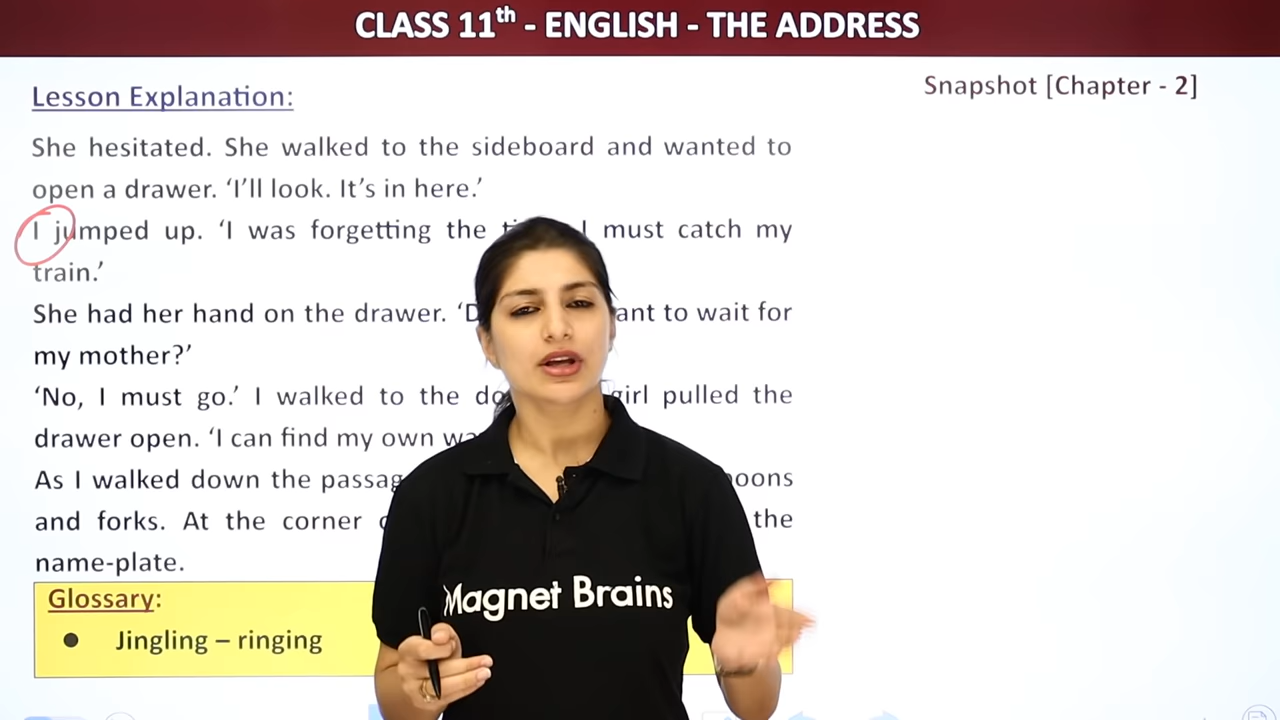 CLASS 11th - ENGLISH - THE ADDRESS
Snapshot [Chapter - 2]
Lesson Explanation:
She hesitated. She walked to the sideboard and wanted to
open a drawer. ‘I’ll look. It’s in here.’
I jumped up. ‘I was forgetting the I must catch my
train.’
She had her hand on the drawer. want to wait for
my mother?’
‘No, I must go.’ I walked to the girl pulled the
drawer open. ‘I can find my own
As I walked down the
and forks. At the corner the
name-plate.
Glossary:
● Jingling – ringing
Magnet Brains